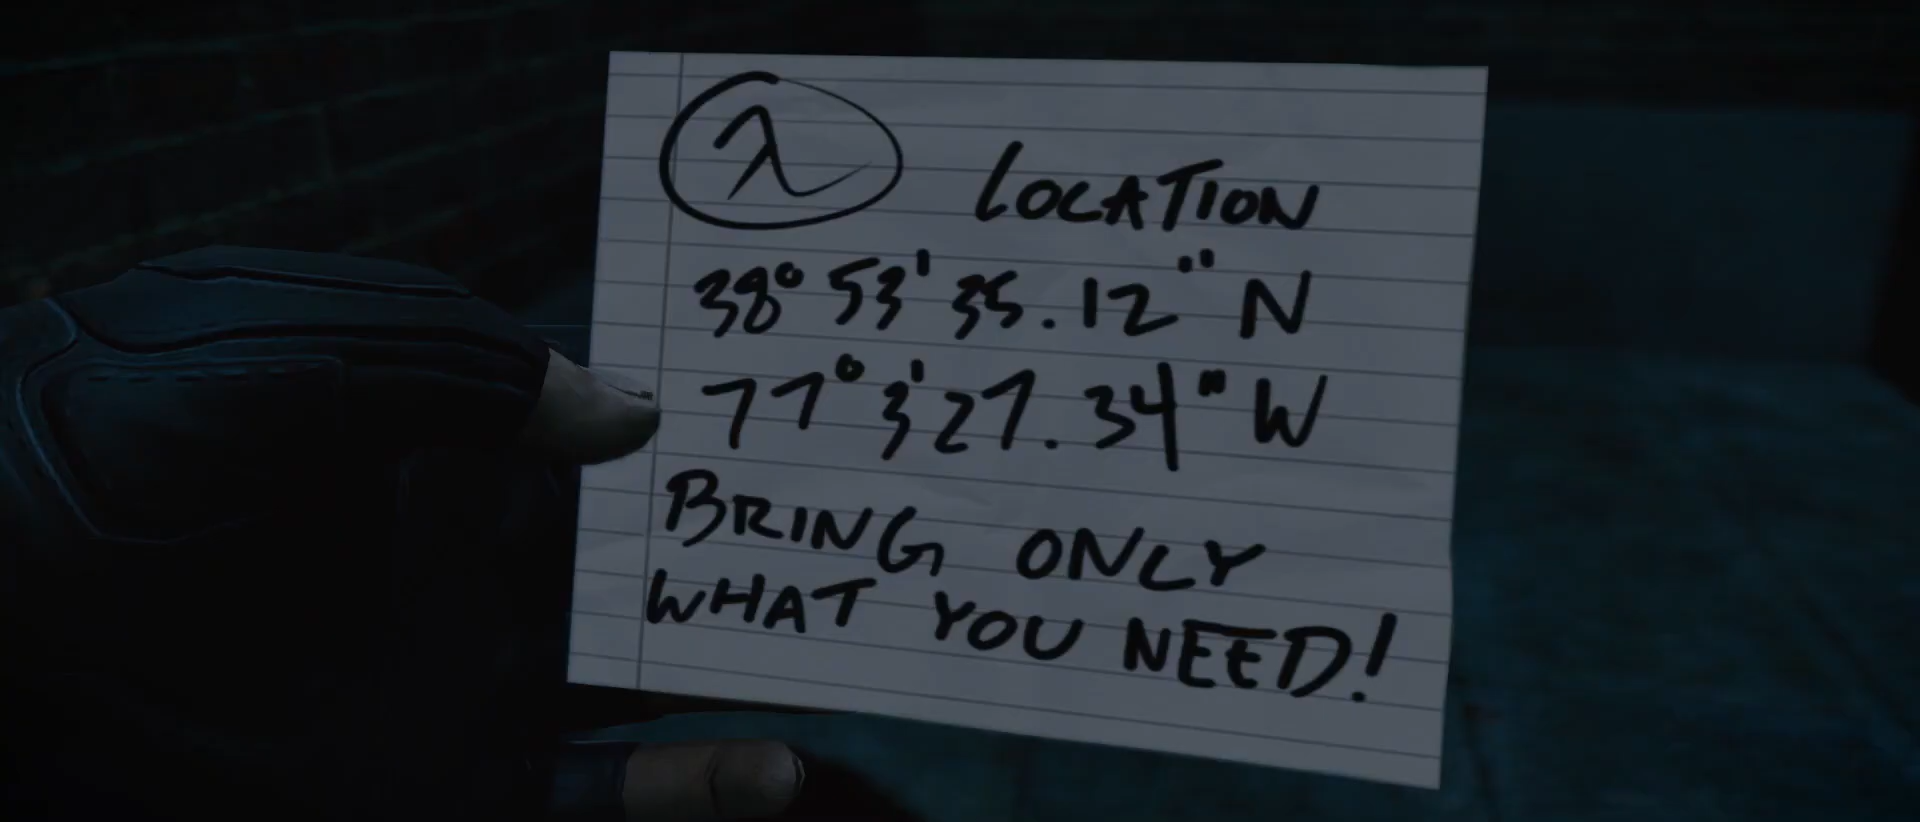 λ LOCATION
38° 53' 35.12" N
77° 3' 27.34" W
BRING ONLY
WHAT YOU NEED!